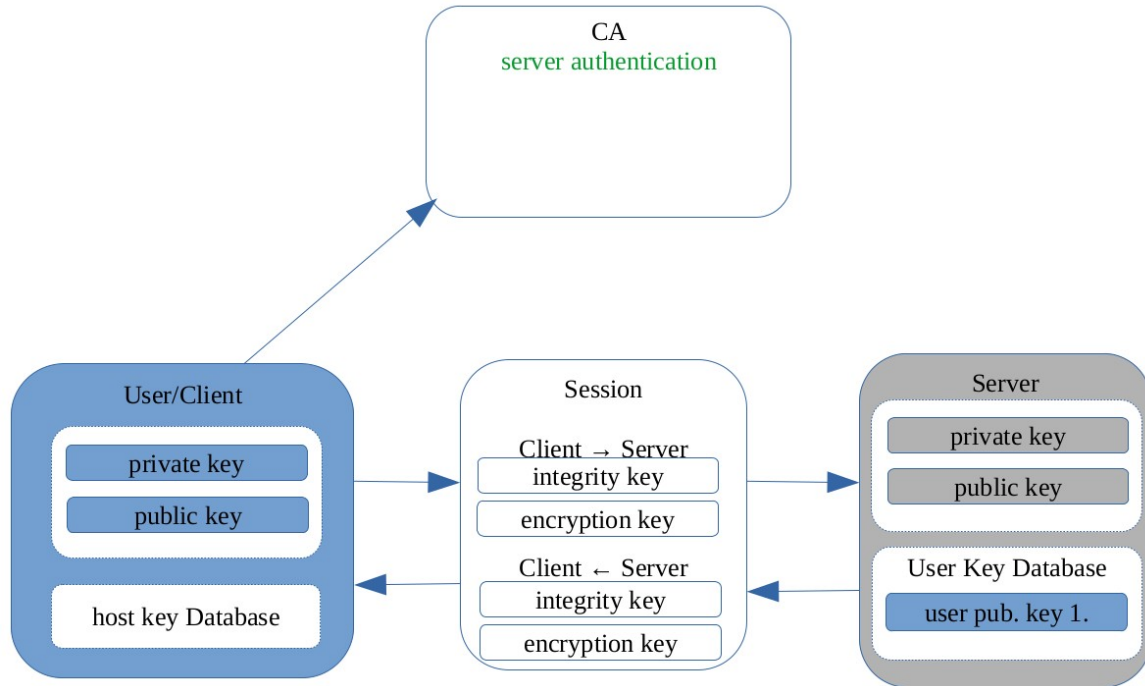 CA
server authentication
User/Client
private key
public key
host key Database
Session
Client → Server
integrity key
encryption key
Client ← Server
integrity key
encryption key
Server
private key
public key
User Key Database
user pub. key 1.